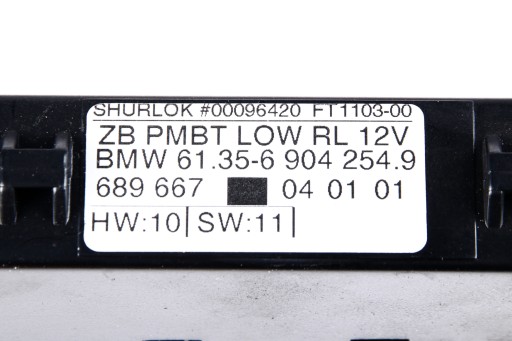 SHURLOK #00096420 FT1103-00
ZB PMBT LOW RL 12V
BMW 61.35-6 904 254.9
689 667 04 01 01
HW:10 SW:11